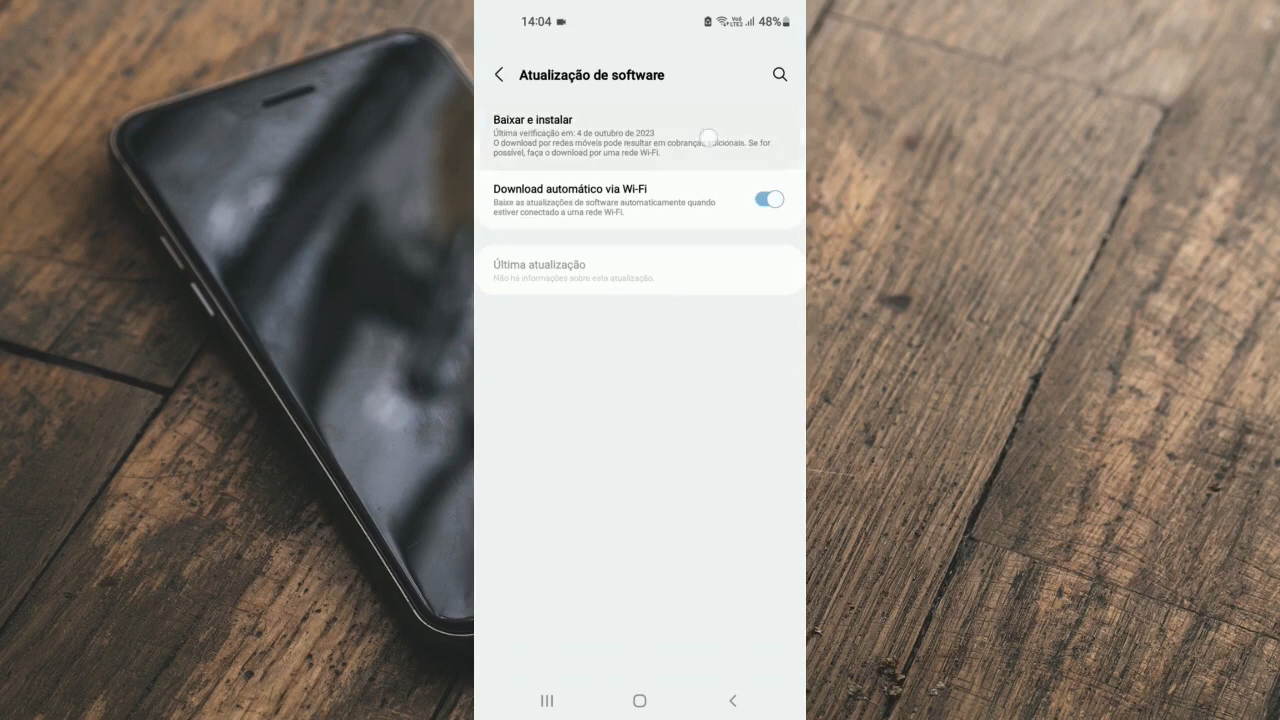 14:04
Vo) LTE2 48%
Atualização de software
Baixar e instalar
Última verificação em: 4 de outubro de 2023
O download por redes móveis pode resultar em cobranças adicionais. Se for
possível, faça o download por uma rede Wi-Fi.
Download automático via Wi-Fi
Baixe as atualizações de software automaticamente quando
estiver conectado a uma rede Wi-Fi.
Última atualização
Não há informações sobre esta atualização.